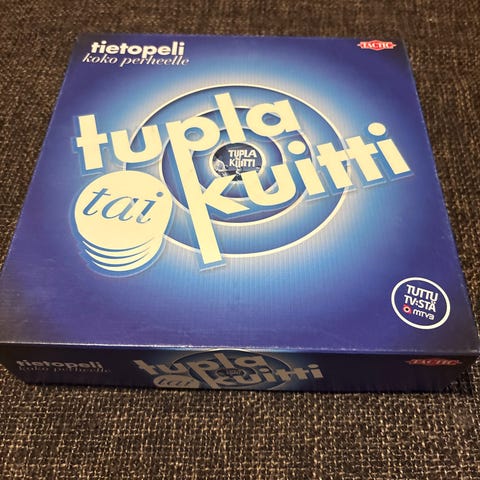 tietopeli
koko perheelle
TACTIC
tupla
tai
kuitti
TUPLA
kuitti
TUTTU
TV:STÄ
MTV3
tietopeli
koko perheelle
tupla
tai
kuitti
TACTIC